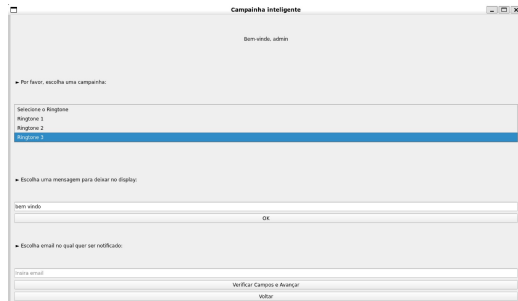 Campainha inteligente
Bem-vinde, admin
► Por favor, escolha uma campainha:
Selecione o Ringtone
Ringtone 1
Ringtone 2
Ringtone 3
► Escolha uma mensagem para deixar no display:
bem vindo
OK
► Escolha email no qual quer ser notificado:
Insira email
Verificar Campos e Avançar
Voltar